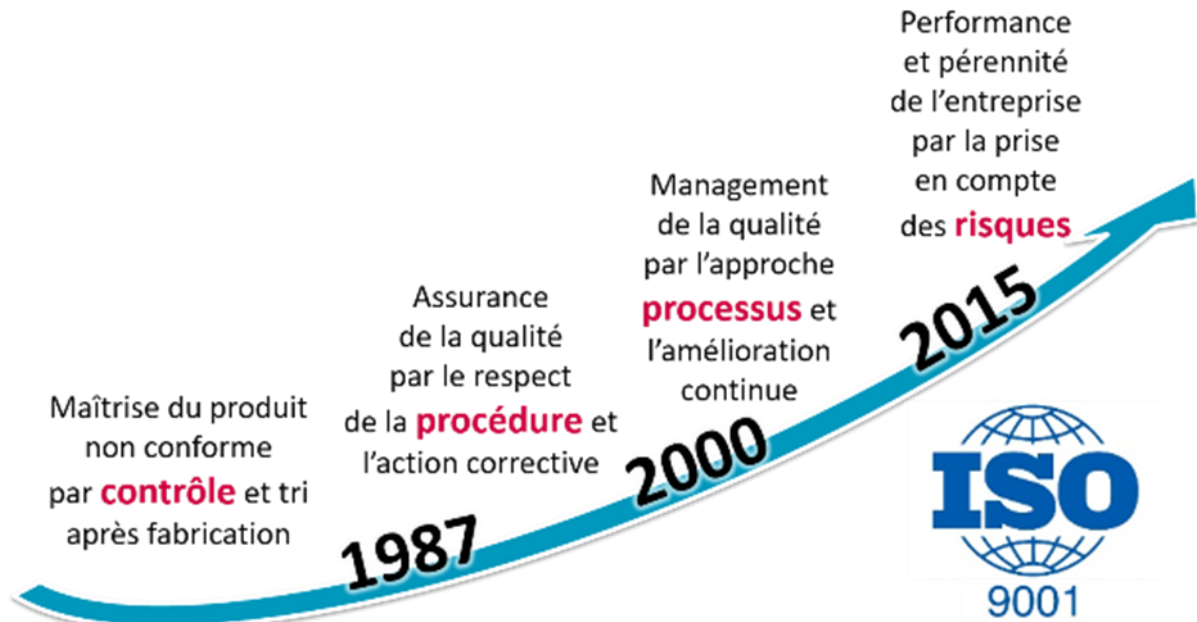 Maîtrise du produit
non conforme
par contrôle et tri
après fabrication
1987
Assurance
de la qualité
par le respect
de la procédure et
l'action corrective
2000
Management
de la qualité
par l'approche
processus et
l'amélioration
continue
2015
Performance
et pérennité
de l'entreprise
par la prise
en compte
des risques
ISO
9001